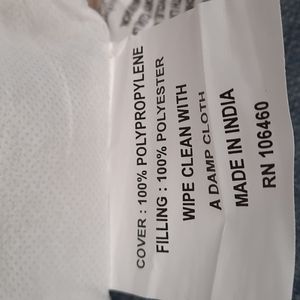 COVER : 100% POLYPROPYLENE
FILLING : 100% POLYESTER
WIPE CLEAN WITH
A DAMP CLOTH
MADE IN INDIA
RN 106460